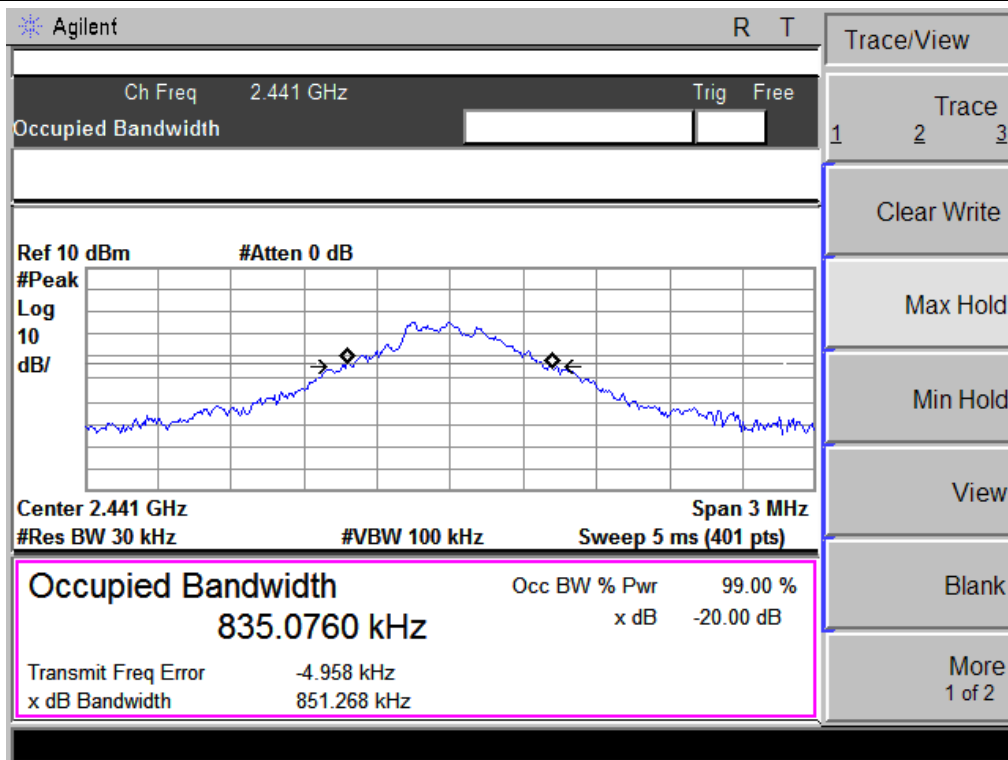 Agilent R T
Trace/View
Ch Freq 2.441 GHz Trig Free
Occupied Bandwidth
Trace
1 2 3
Clear Write
Ref 10 dBm #Atten 0 dB
#Peak
Log
10
dB/
Max Hold
Min Hold
View
Center 2.441 GHz Span 3 MHz
#Res BW 30 kHz #VBW 100 kHz Sweep 5 ms (401 pts)
Occupied Bandwidth Occ BW % Pwr 99.00 %
835.0760 kHz x dB -20.00 dB
Blank
Transmit Freq Error -4.958 kHz
x dB Bandwidth 851.268 kHz
More
1 of 2